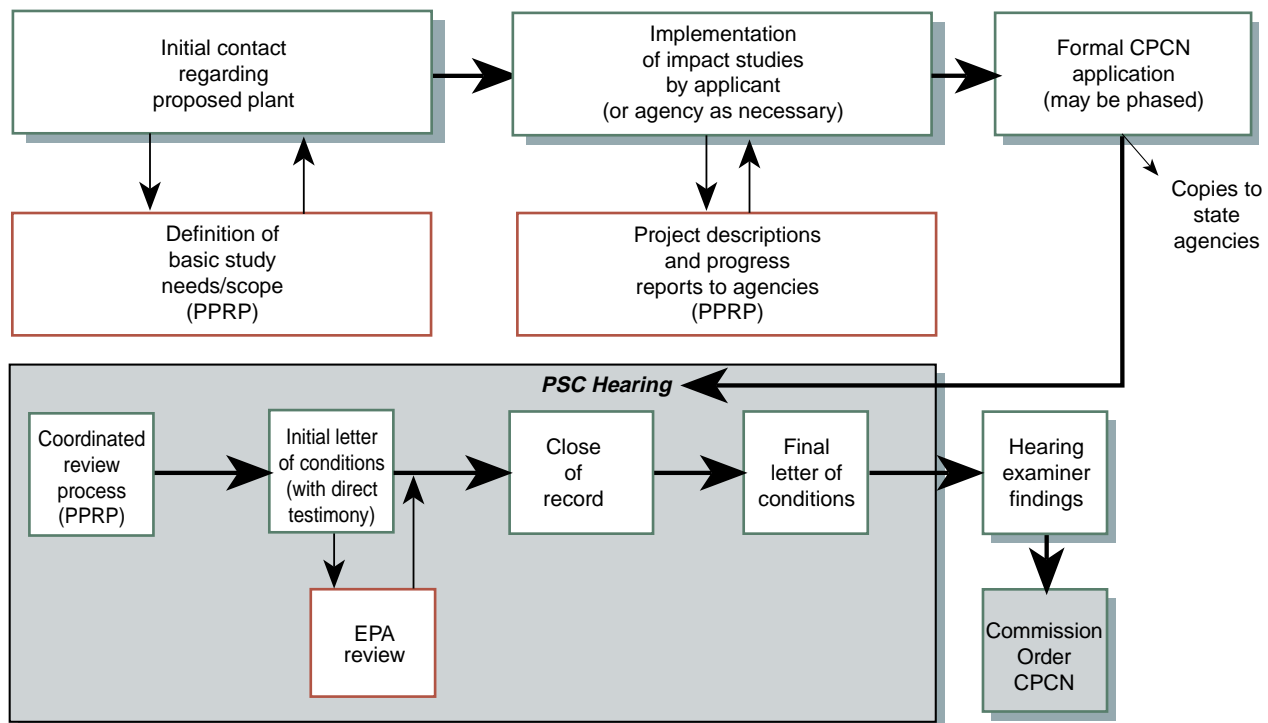 Initial contact
regarding
proposed plant
Implementation
of impact studies
by applicant
(or agency as necessary)
Formal CPCN
application
(may be phased)
Definition of
basic study
needs/scope
(PPRP)
Project descriptions
and progress
reports to agencies
(PPRP)
Copies to
state
agencies
PSC Hearing
Coordinated
review
process
(PPRP)
Initial letter
of conditions
(with direct
testimony)
Close
of
record
Final
letter of
conditions
Hearing
examiner
findings
EPA
review
Commission
Order
CPCN